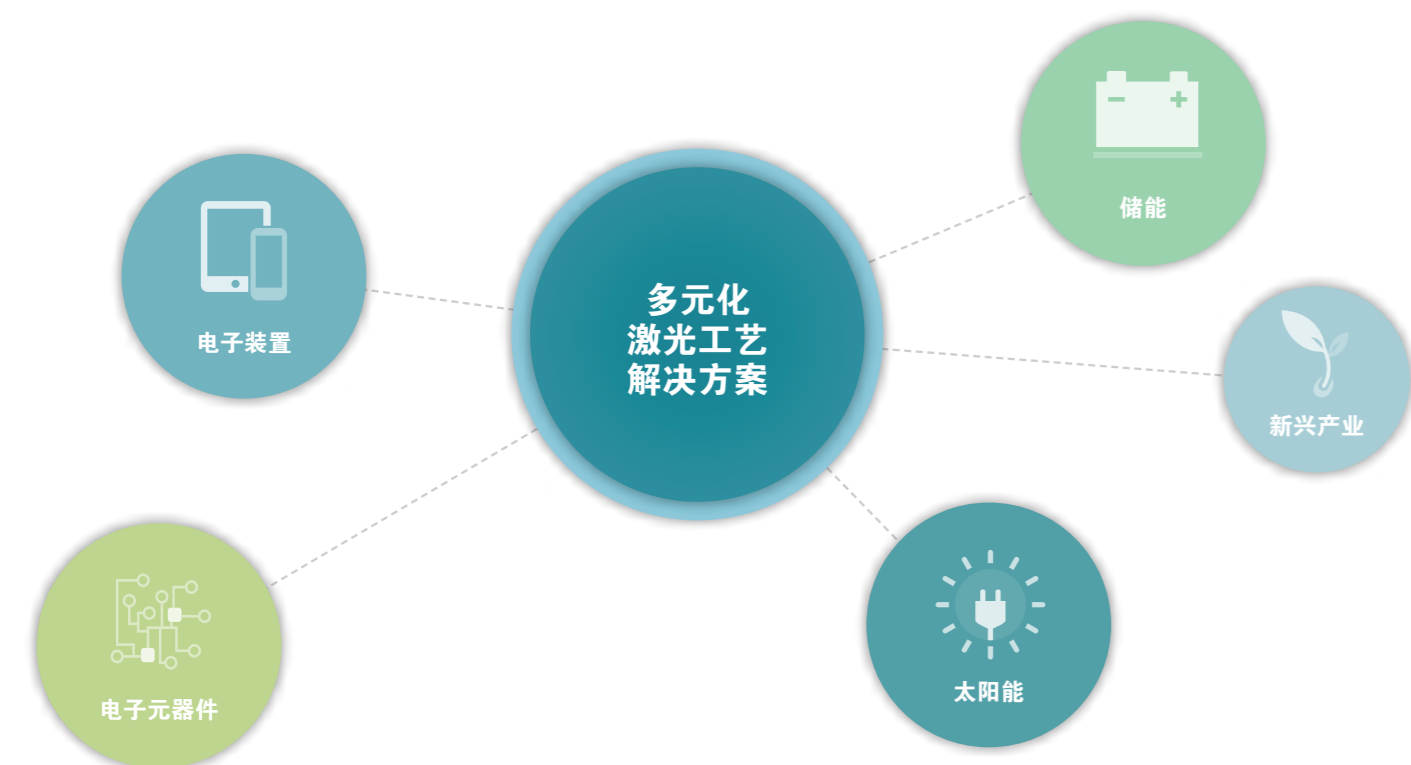 储能
电子装置
多元化
激光工艺
解决方案
新兴产业
太阳能
电子元器件